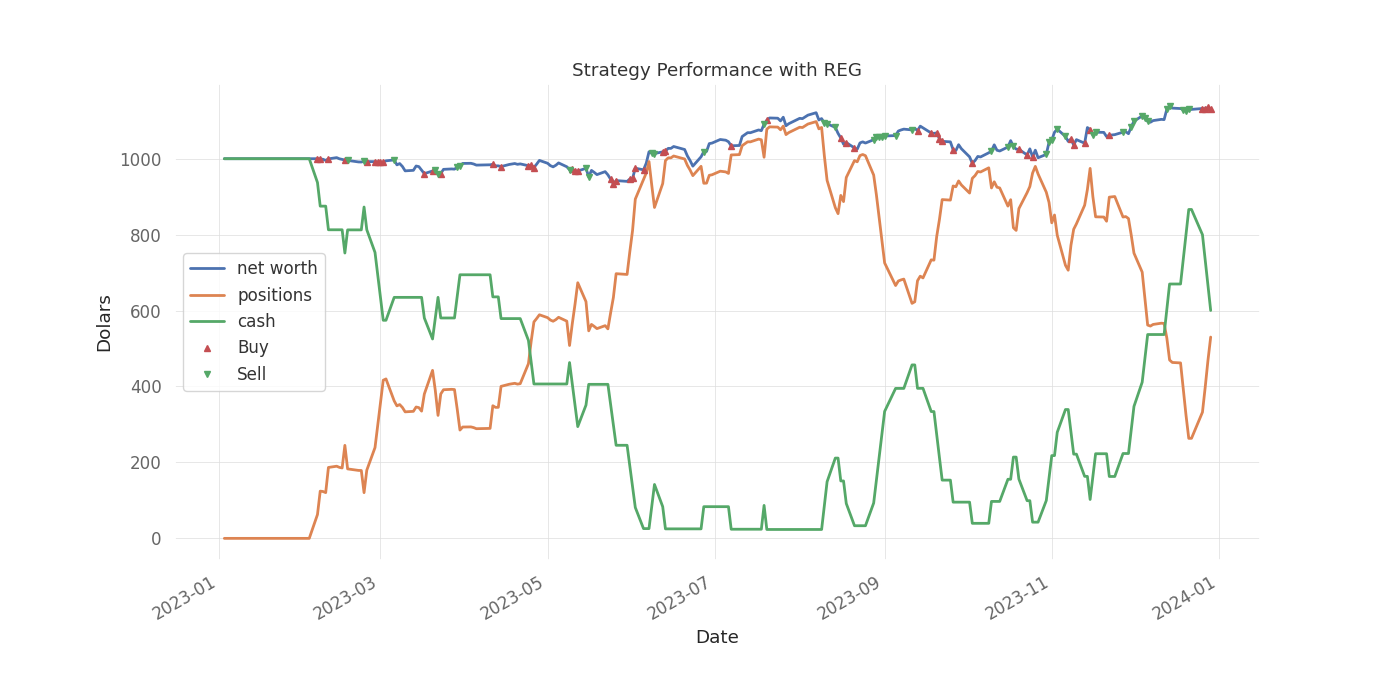 Strategy Performance with REG
1000
800
600
400
200
0
Dolars
net worth
positions
cash
Buy
Sell
2023-01
2023-03
2023-05
2023-07
2023-09
2023-11
2024-01
Date